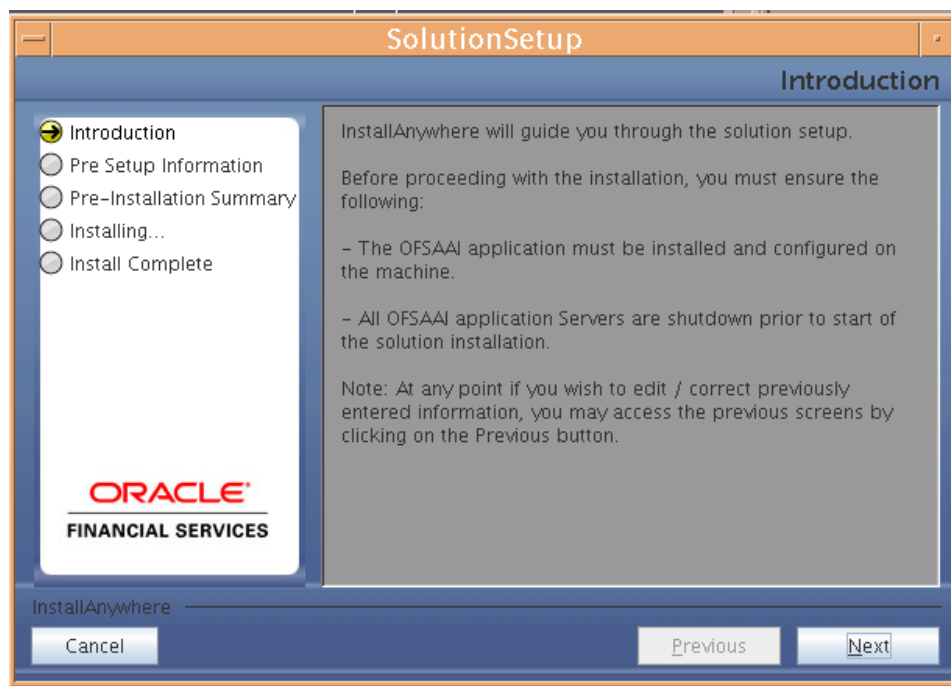 SolutionSetup
Introduction
Introduction
Pre Setup Information
Pre-Installation Summary
Installing...
Install Complete
ORACLE
FINANCIAL SERVICES
InstallAnywhere will guide you through the solution setup.
Before proceeding with the installation, you must ensure the
following:
- The OFSAAI application must be installed and configured on
the machine.
- All OFSAAI application Servers are shutdown prior to start of
the solution installation.
Note: At any point if you wish to edit / correct previously
entered information, you may access the previous screens by
clicking on the Previous button.
InstallAnywhere
Cancel
Previous
Next